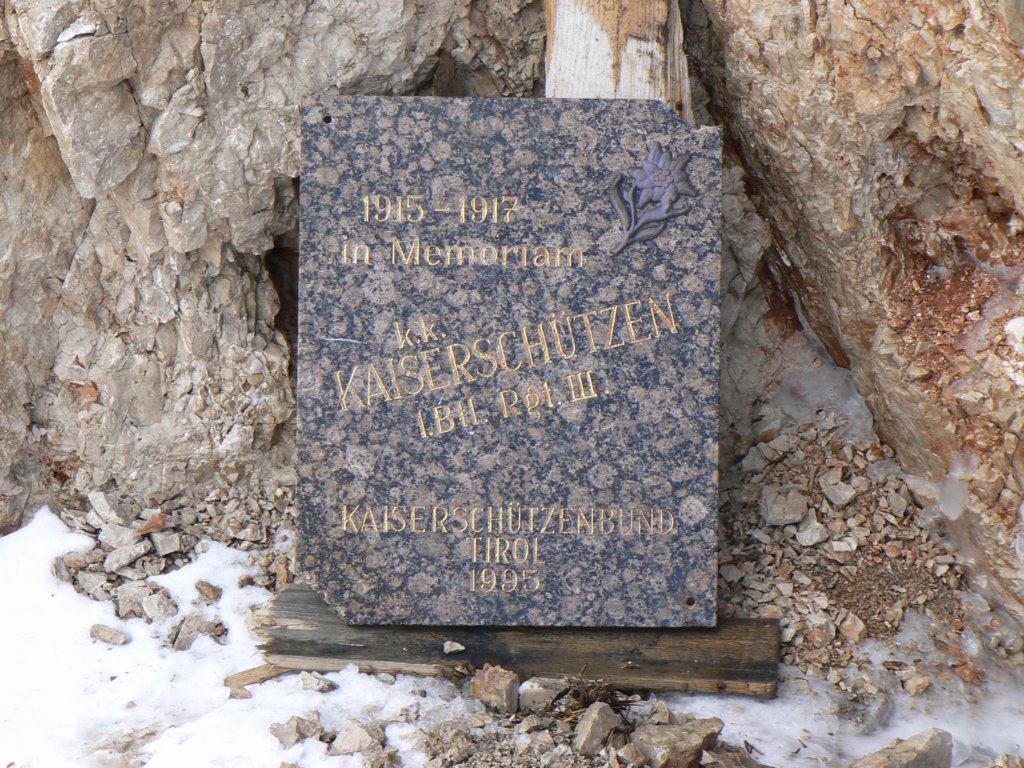 1915-1917
in Memoriam
k.k.
KAISERSCHÜTZEN
I.Btl. Rgt. III.
KAISERSCHÜTZENBUND
TIROL
1995